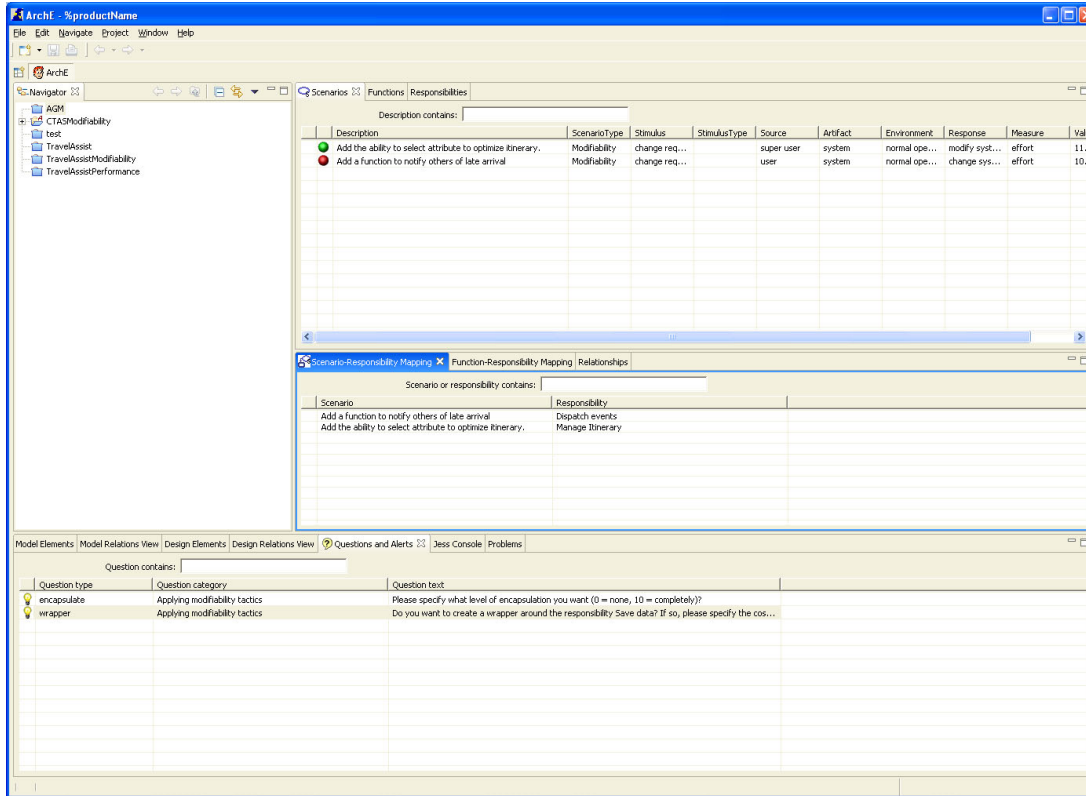 ArchE - %productName
File Edit Navigate Project Window Help
ArchE
Navigator
AGM
CTASModifiability
test
TravelAssist
TravelAssistModifiability
TravelAssistPerformance
Scenarios Functions Responsibilities
Description contains:
Description ScenarioType Stimulus StimulusType Source Artifact Environment Response Measure Val
Add the ability to select attribute to optimize itinerary. Modifiability change req... super user system normal ope... modify syst... effort 11.
Add a function to notify others of late arrival Modifiability change req... user system normal ope... change sys... effort 10.
Scenario-Responsibility Mapping Function-Responsibility Mapping Relationships
Scenario or responsibility contains:
Scenario Responsibility
Add a function to notify others of late arrival Dispatch events
Add the ability to select attribute to optimize itinerary. Manage Itinerary
Model Elements Model Relations View Design Elements Design Relations View Questions and Alerts Jess Console Problems
Question contains:
Question type Question category Question text
encapsulate Applying modifiability tactics Please specify what level of encapsulation you want (0 = none, 10 = completely)?
wrapper Applying modifiability tactics Do you want to create a wrapper around the responsibility Save data? If so, please specify the cos...